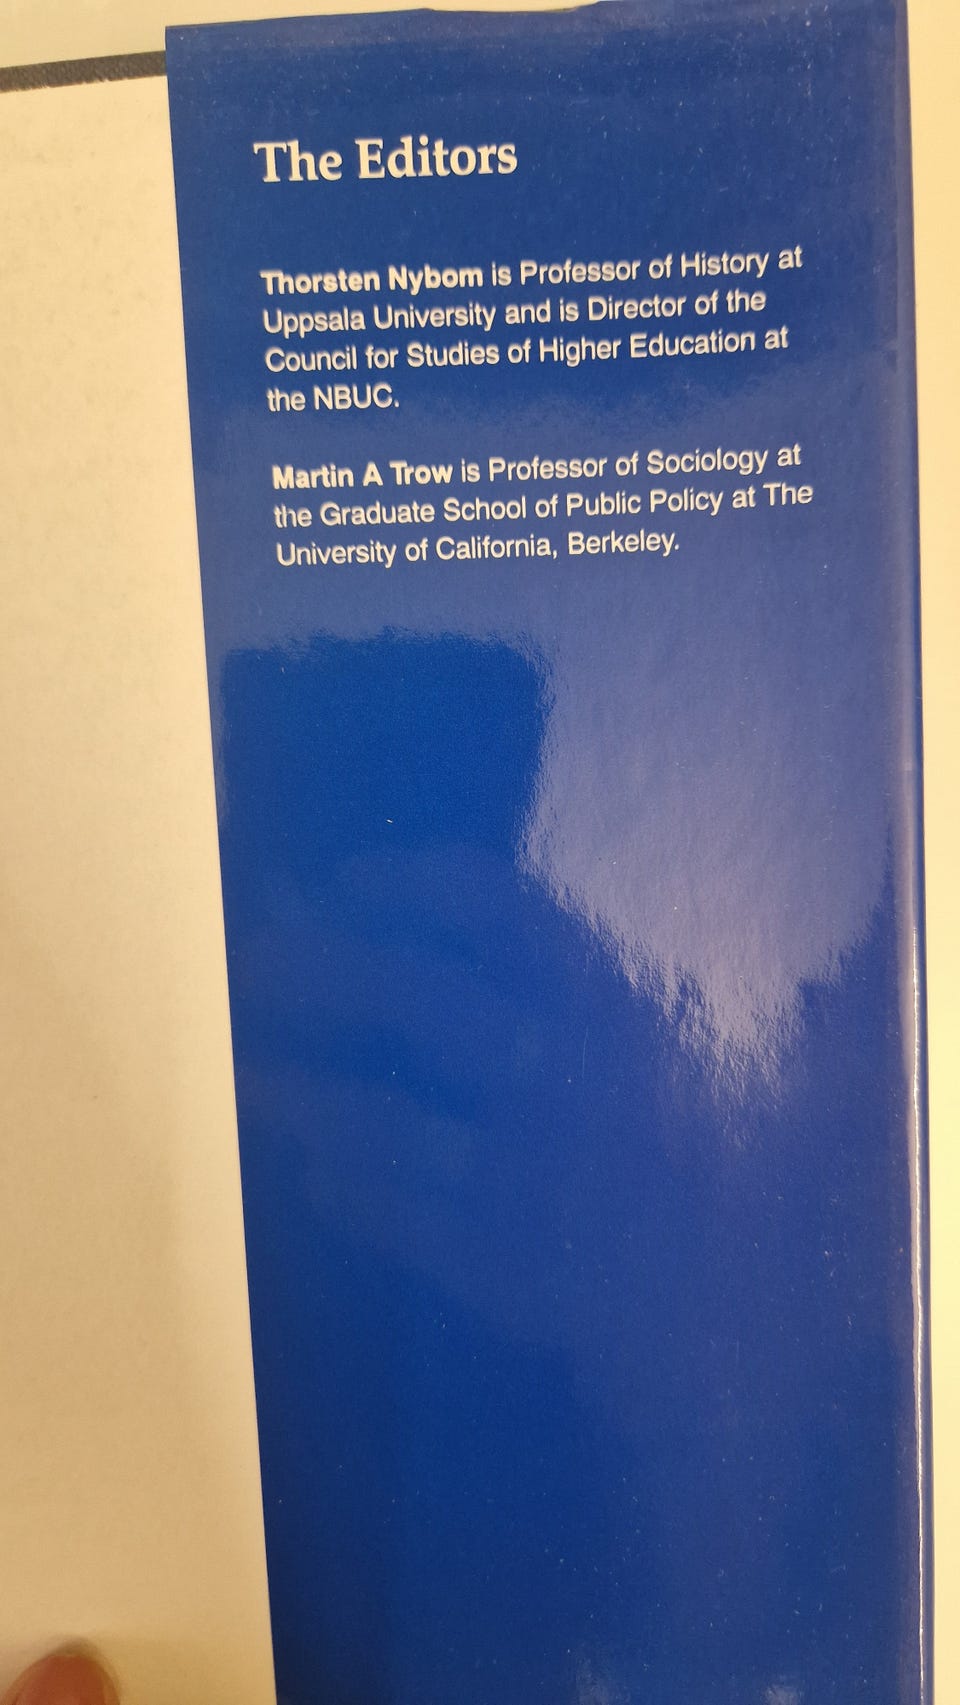 The Editors
Thorsten Nybom is Professor of History at
Uppsala University and is Director of the
Council for Studies of Higher Education at
the NBUC.
Martin A Trow is Professor of Sociology at
the Graduate School of Public Policy at The
University of California, Berkeley.